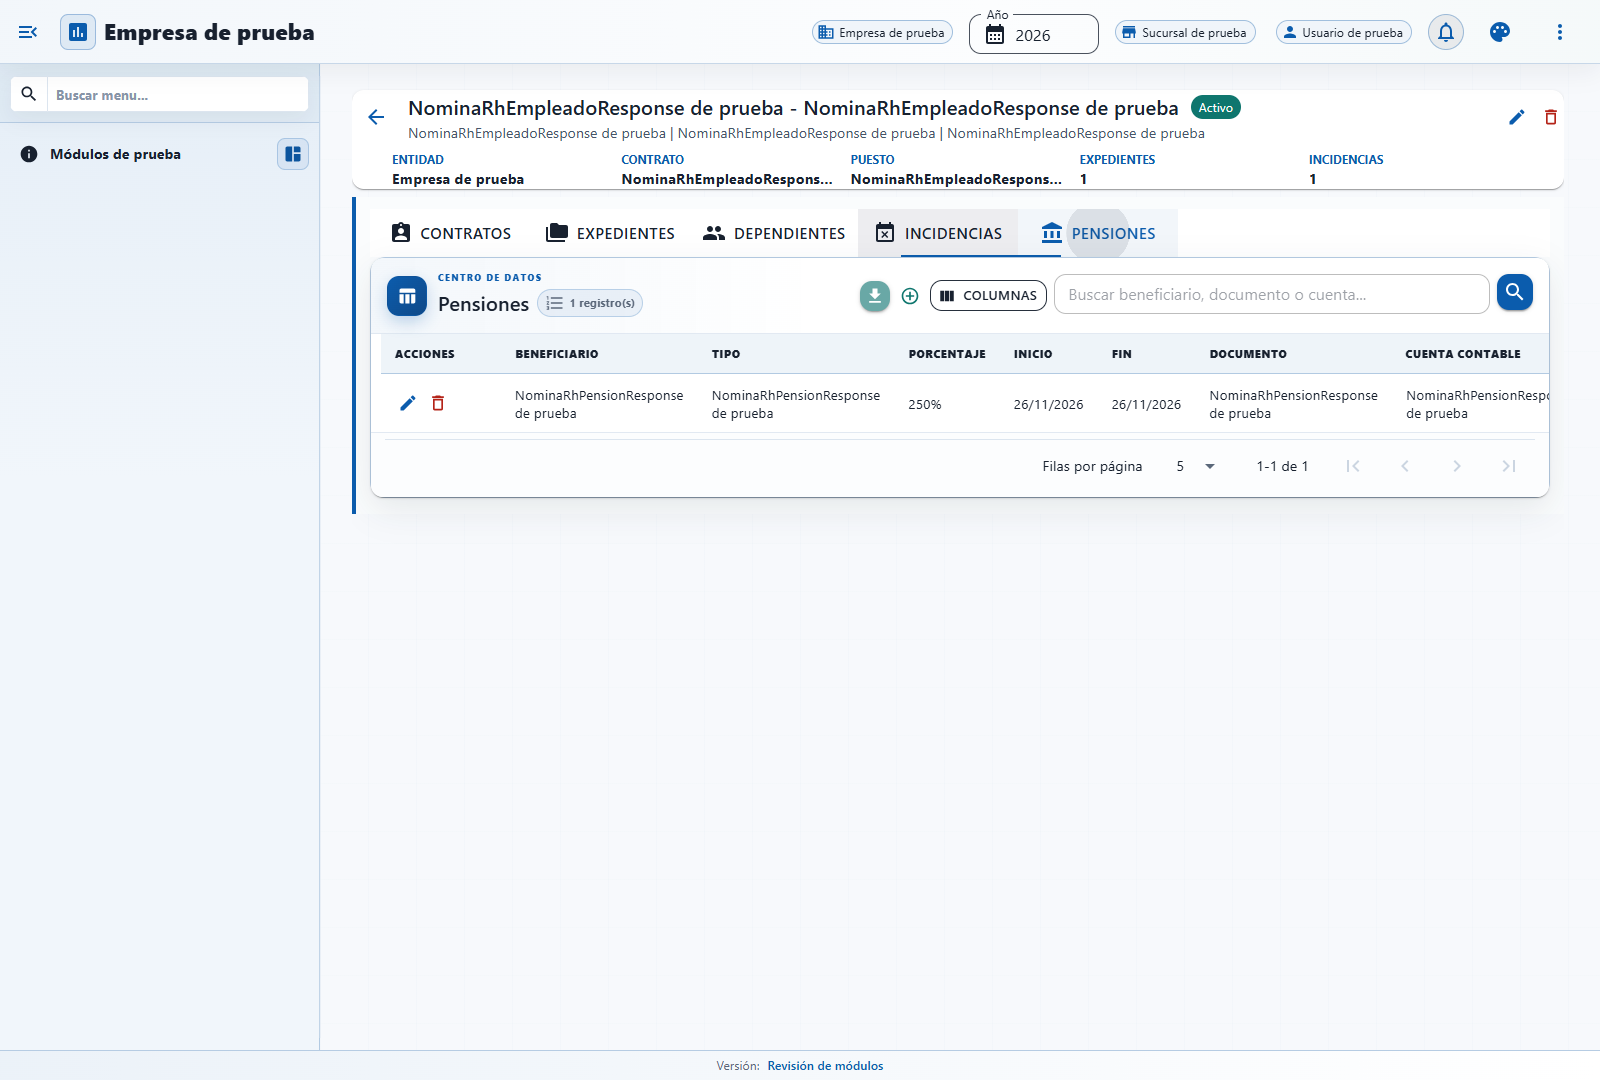 Empresa de prueba
Empresa de prueba
Año
2026
Sucursal de prueba
Usuario de prueba
Buscar menu...
Módulos de prueba
NominaRhEmpleadoResponse de prueba - NominaRhEmpleadoResponse de prueba
Activo
NominaRhEmpleadoResponse de prueba | NominaRhEmpleadoResponse de prueba | NominaRhEmpleadoResponse de prueba
ENTIDAD
Empresa de prueba
CONTRATO
NominaRhEmpleadoRespons...
PUESTO
NominaRhEmpleadoRespons...
EXPEDIENTES
1
INCIDENCIAS
1
CONTRATOS
EXPEDIENTES
DEPENDIENTES
INCIDENCIAS
PENSIONES
CENTRO DE DATOS
Pensiones
1 registro(s)
COLUMNAS
Buscar beneficiario, documento o cuenta...
ACCIONES BENEFICIARIO TIPO PORCENTAJE INICIO FIN DOCUMENTO CUENTA CONTABLE
NominaRhPensionResponse
de prueba
NominaRhPensionResponse
de prueba
250%
26/11/2026
26/11/2026
NominaRhPensionResponse
de prueba
NominaRhPensionRespo
de prueba
Filas por página 5 1-1 de 1
Versión: Revisión de módulos